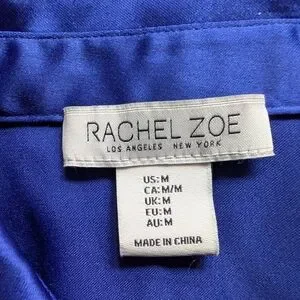 RACHEL ZOE
LOS ANGELES NEW YORK
US:M
CA:M/M
UK:M
EU:M
AU:M
MADE IN CHINA